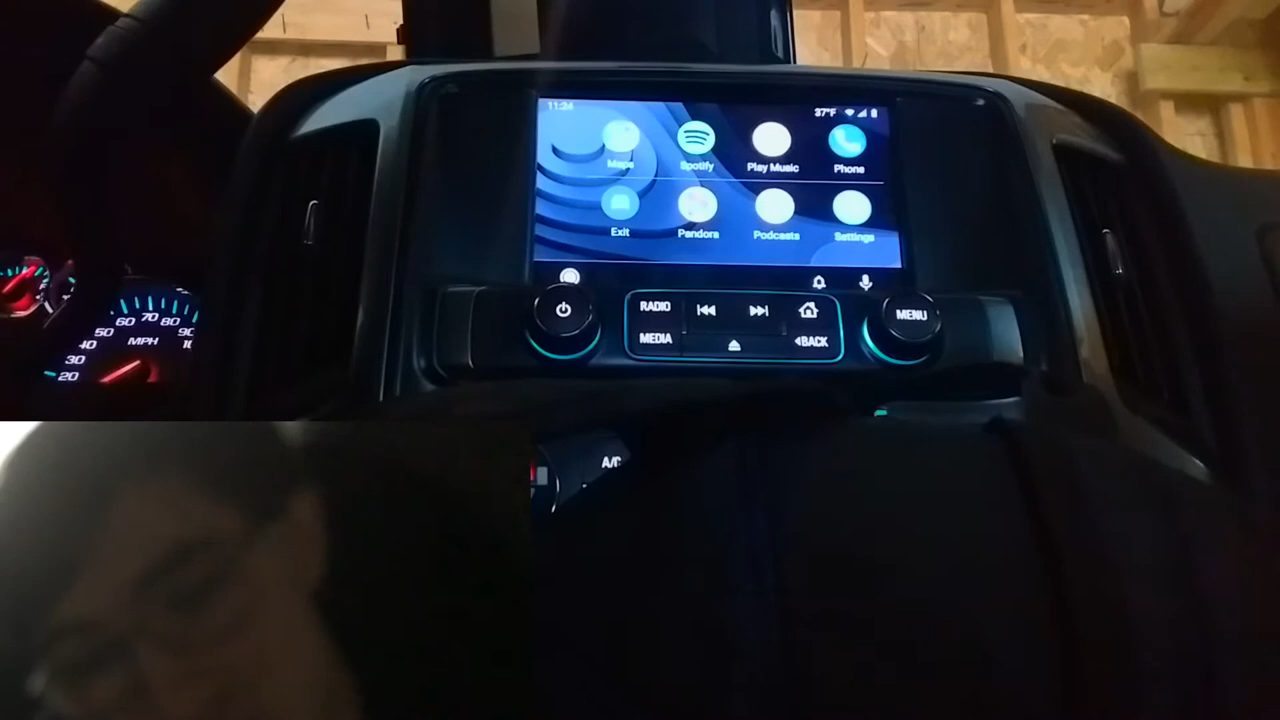 11:34
37°F
Maps
Spotify
Play Music
Phone
Exit
Pandora
Podcasts
Settings
RADIO
MENU
MEDIA
BACK
60 70 80
50 90
40 MPH
30
20
A/C